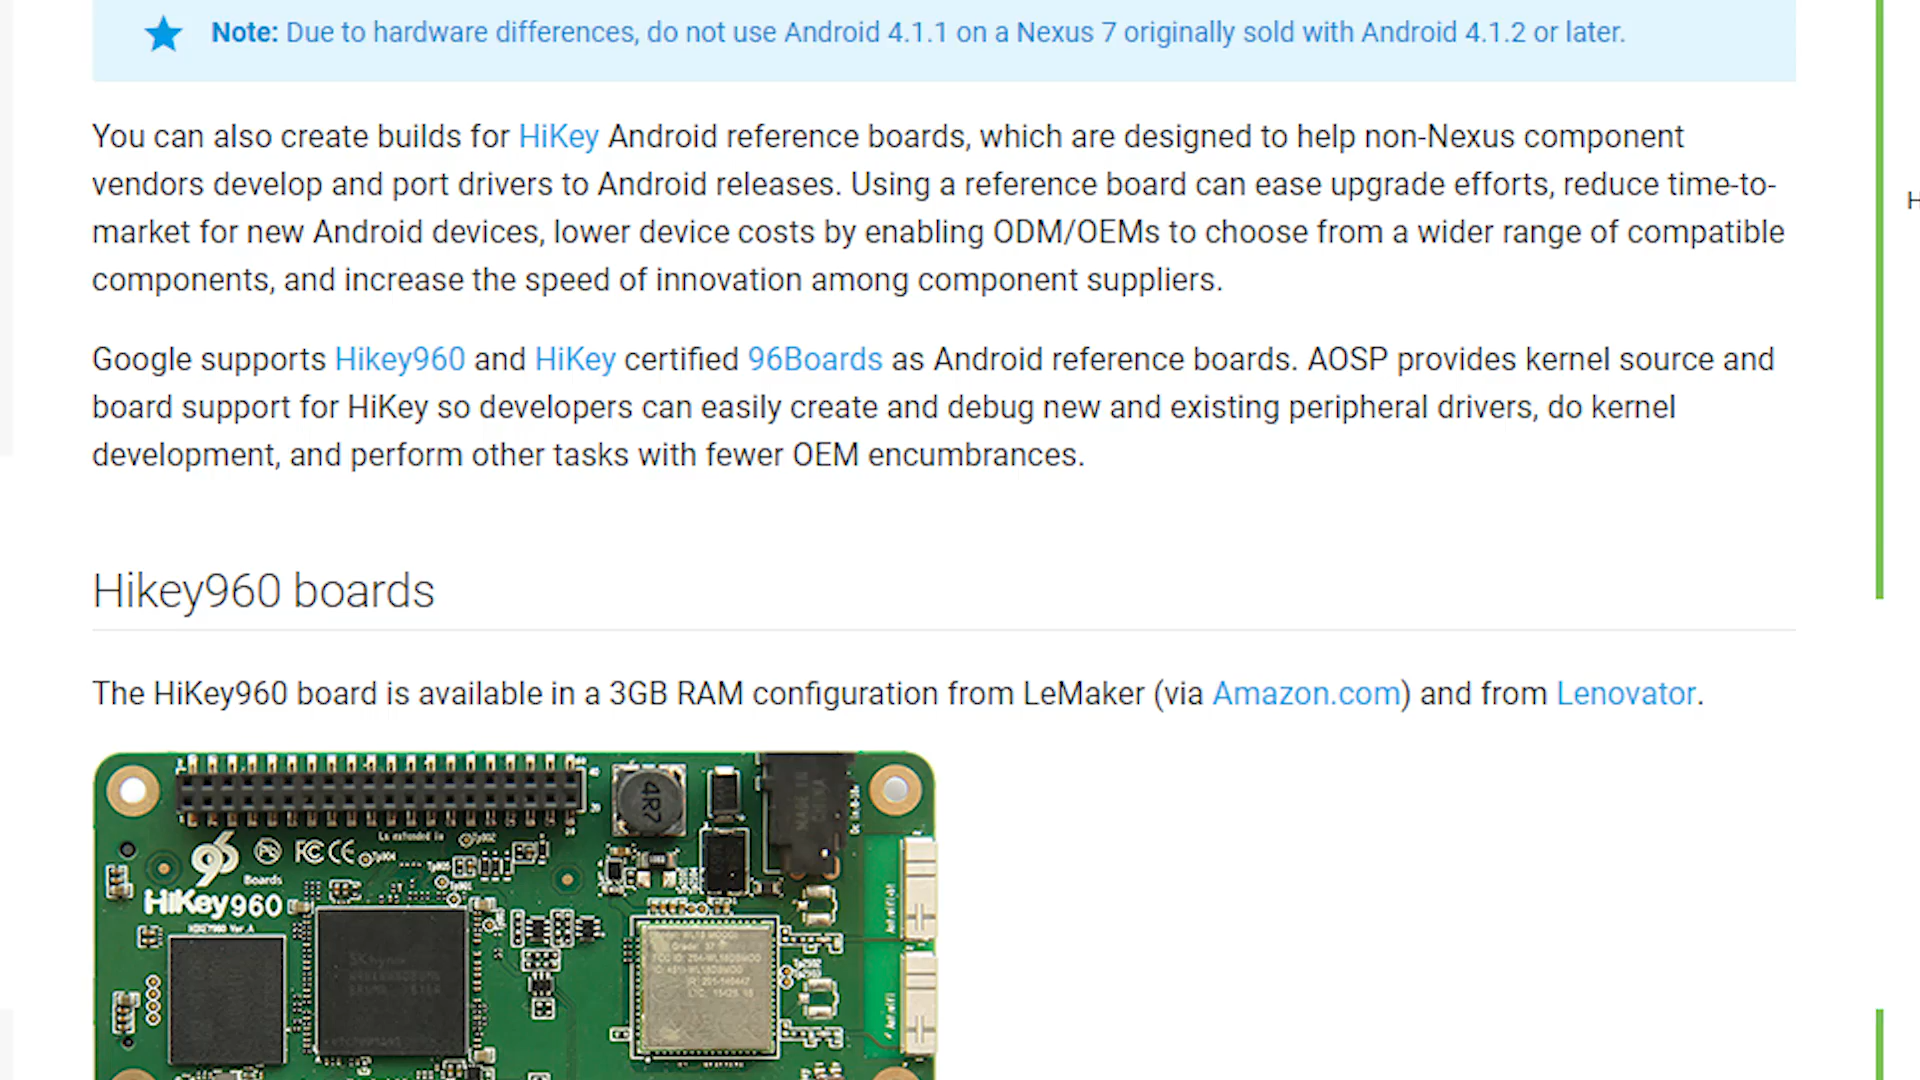 Note: Due to hardware differences, do not use Android 4.1.1 on a Nexus 7 originally sold with Android 4.1.2 or later.
You can also create builds for HiKey Android reference boards, which are designed to help non-Nexus component
vendors develop and port drivers to Android releases. Using a reference board can ease upgrade efforts, reduce time-to-
market for new Android devices, lower device costs by enabling ODM/OEMs to choose from a wider range of compatible
components, and increase the speed of innovation among component suppliers.
H
Google supports Hikey960 and HiKey certified 96Boards as Android reference boards. AOSP provides kernel source and
board support for HiKey so developers can easily create and debug new and existing peripheral drivers, do kernel
development, and perform other tasks with fewer OEM encumbrances.
Hikey960 boards
The HiKey960 board is available in a 3GB RAM configuration from LeMaker (via Amazon.com) and from Lenovator.
4R7
MADE IN
CHINA
96
Boards
FC CE
HiKey960